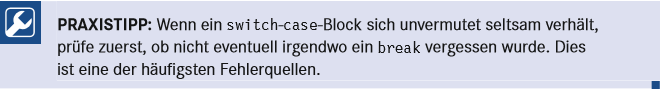 PRAXISTIPP: Wenn ein switch-case-Block sich unvermutet seltsam verhält,
prüfe zuerst, ob nicht eventuell irgendwo ein break vergessen wurde. Dies
ist eine der häufigsten Fehlerquellen.